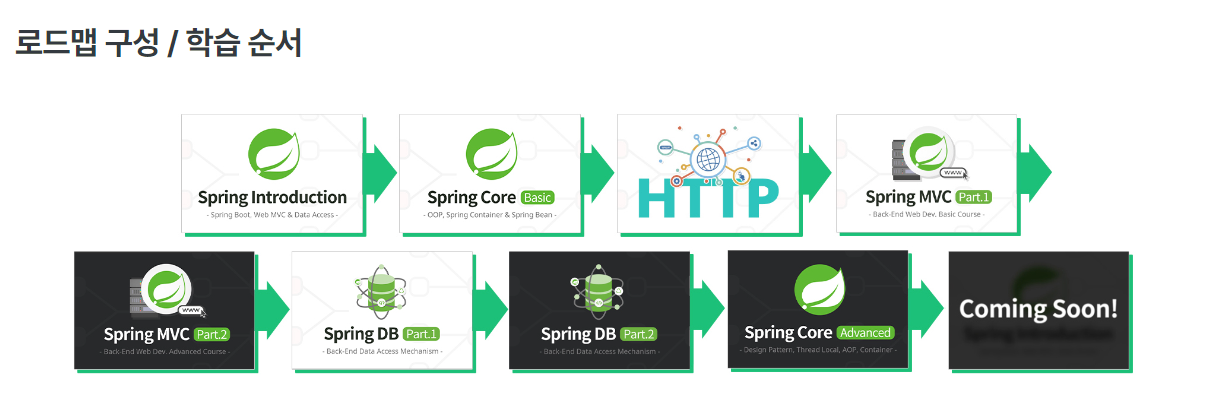 로드맵 구성 / 학습 순서
Spring Introduction
- Spring Boot, Web MVC & Data Access -
Spring Core Basic
- OOP, Spring Container & Spring Bean -
HTTP
www
Spring MVC Part.1
- Back-End Web Dev. Basic Course -
www
Spring MVC Part.2
- Back-End Web Dev. Advanced Course -
Spring DB Part.1
- Back-End Data Access Mechanism -
Spring DB Part.2
- Back-End Data Access Mechanism -
Spring Core Advanced
- Design Pattern, Thread Local, AOP, Container -
Coming Soon!